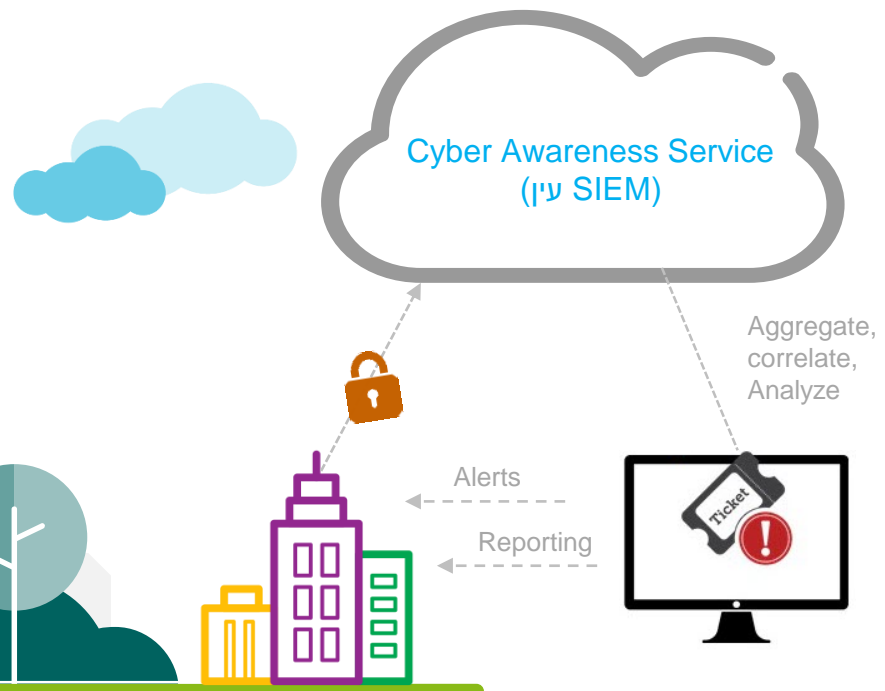 Cyber Awareness Service
(עין SIEM)
Aggregate,
correlate,
Analyze
Alerts
Reporting
Ticket
!